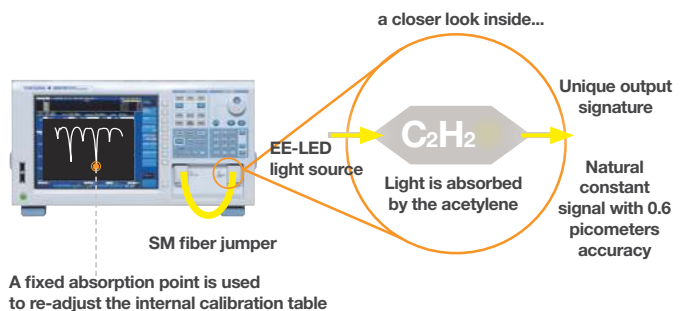 a closer look inside...
YOKOGAWA
EE-LED
light source
C2H2
Light is absorbed
by the acetylene
Unique output
signature
Natural
constant
signal with 0.6
picometers
accuracy
SM fiber jumper
A fixed absorption point is used
to re-adjust the internal calibration table